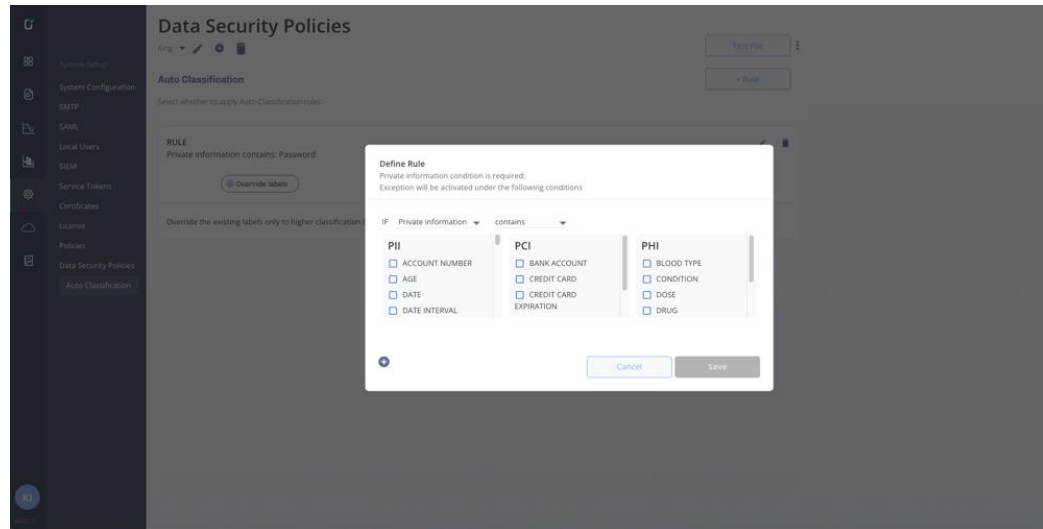 Data Security Policies
King
Test File
System Setup
System Configuration
SMTP
SAML
Local Users
SIEM
Service Tokens
Certificates
License
Policies
Data Security Policies
Auto Classification
Auto Classification
+ Rule
Select whether to apply Auto-Classification rules
RULE
Private information contains: Password
Override labels
Override the existing labels only to higher classification
Define Rule
Private information condition is required;
Exception will be activated under the following conditions
IF Private information contains
PII
ACCOUNT NUMBER
AGE
DATE
DATE INTERVAL
PCI
BANK ACCOUNT
CREDIT CARD
CREDIT CARD
EXPIRATION
PHI
BLOOD TYPE
CONDITION
DOSE
DRUG
Cancel
Save